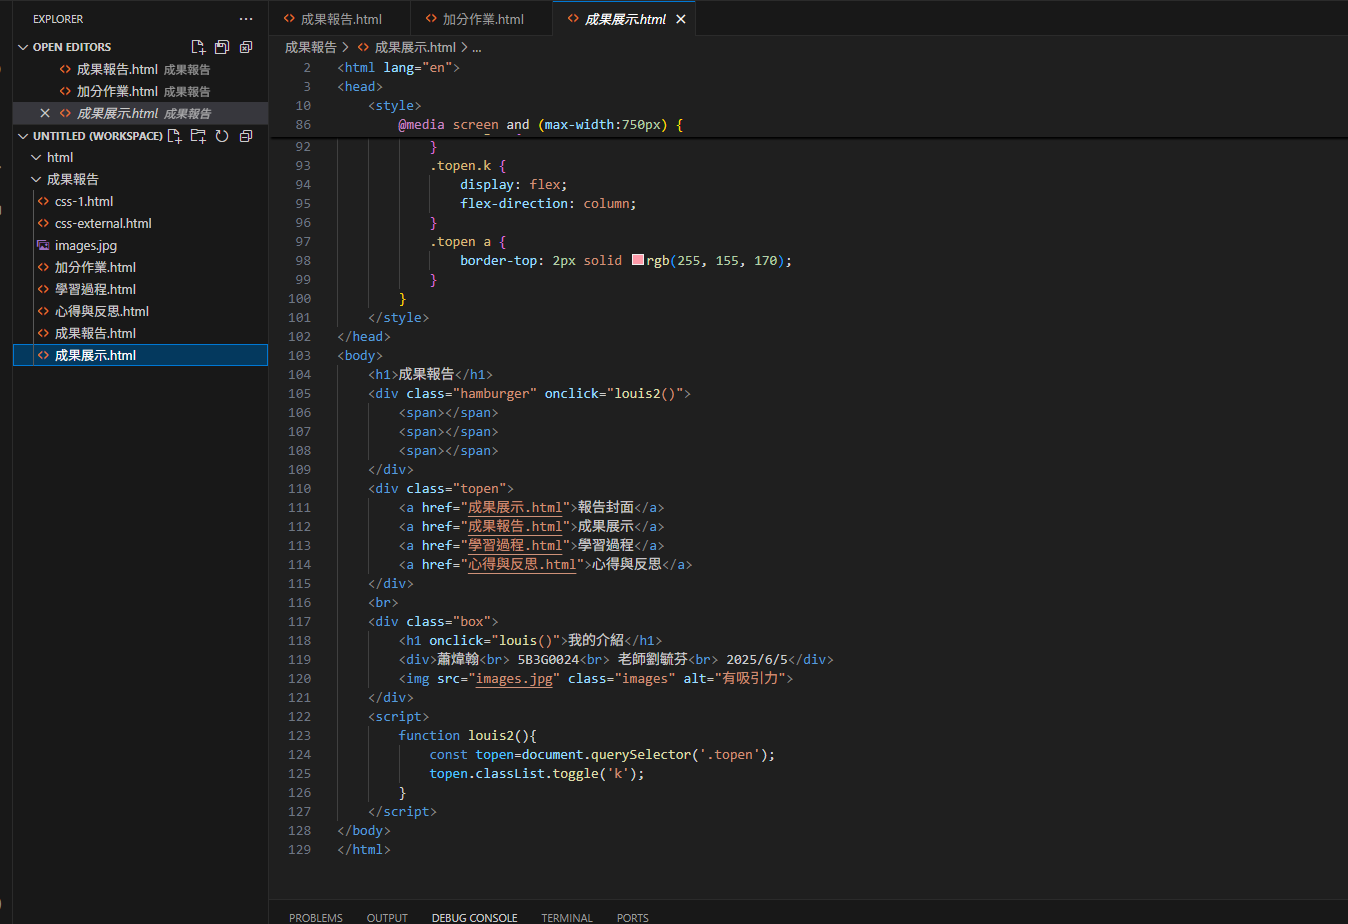 EXPLORER
OPEN EDITORS
成果報告.html 成果報告
加分作業.html 成果報告
成果展示.html 成果報告
UNTITLED (WORKSPACE)
html
成果報告
css-1.html
css-external.html
images.jpg
加分作業.html
學習過程.html
心得與反思.html
成果報告.html
成果展示.html
成果報告.html 加分作業.html 成果展示.html
成果報告 > 成果展示.html > ...
2 <html lang="en">
3 <head>
10 <style>
86 @media screen and (max-width:750px) {
92 }
93 .topen.k {
94 display: flex;
95 flex-direction: column;
96 }
97 .topen a {
98 border-top: 2px solid rgb(255, 155, 170);
99 }
100 }
101 </style>
102 </head>
103 <body>
104 <h1>成果報告</h1>
105 <div class="hamburger" onclick="louis2()">
106 <span></span>
107 <span></span>
108 <span></span>
109 </div>
110 <div class="topen">
111 <a href="成果展示.html">報告封面</a>
112 <a href="成果報告.html">成果展示</a>
113 <a href="學習過程.html">學習過程</a>
114 <a href="心得與反思.html">心得與反思</a>
115 </div>
116 <br>
117 <div class="box">
118 <h1 onclick="louis()">我的介紹</h1>
119 <div>蕭煒翰<br> 5B3G0024<br> 老師劉毓芬<br> 2025/6/5</div>
120 <img src="images.jpg" class="images" alt="有吸引力">
121 </div>
122 <script>
123 function louis2(){
124 const topen=document.querySelector('.topen');
125 topen.classList.toggle('k');
126 }
127 </script>
128 </body>
129 </html>
PROBLEMS OUTPUT DEBUG CONSOLE TERMINAL PORTS